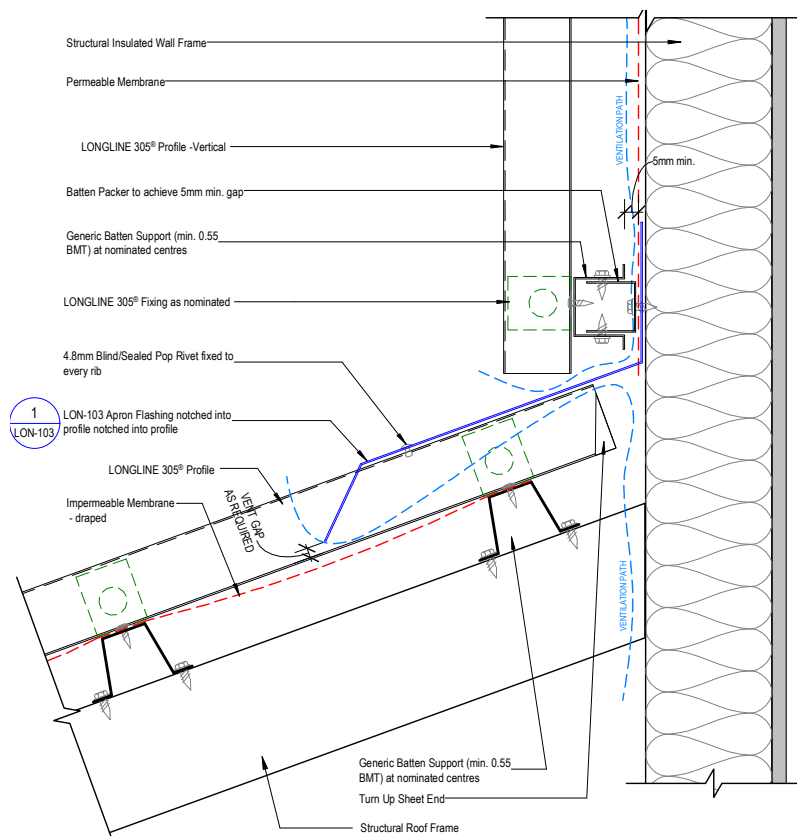 Structural Insulated Wall Frame
Permeable Membrane
LONGLINE 305® Profile -Vertical
VENTILATION PATH
5mm min.
Batten Packer to achieve 5mm min. gap
Generic Batten Support (min. 0.55
BMT) at nominated centres
LONGLINE 305® Fixing as nominated
4.8mm Blind/Sealed Pop Rivet fixed to
every rib
1
LON-103
LON-103 Apron Flashing notched into
profile notched into profile
LONGLINE 305® Profile
Impermeable Membrane
- draped
VENT GAP
AS REQUIRED
VENTILATION PATH
Generic Batten Support (min. 0.55
BMT) at nominated centres
Turn Up Sheet End
Structural Roof Frame